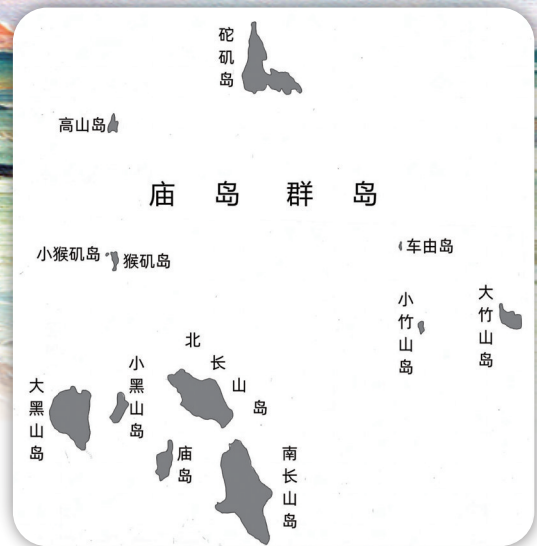 砣矶岛
高山岛
庙岛群岛
小猴矶岛
猴矶岛
车由岛
小竹山岛
大竹山岛
北长山岛
小黑山岛
大黑山岛
庙岛
南长山岛